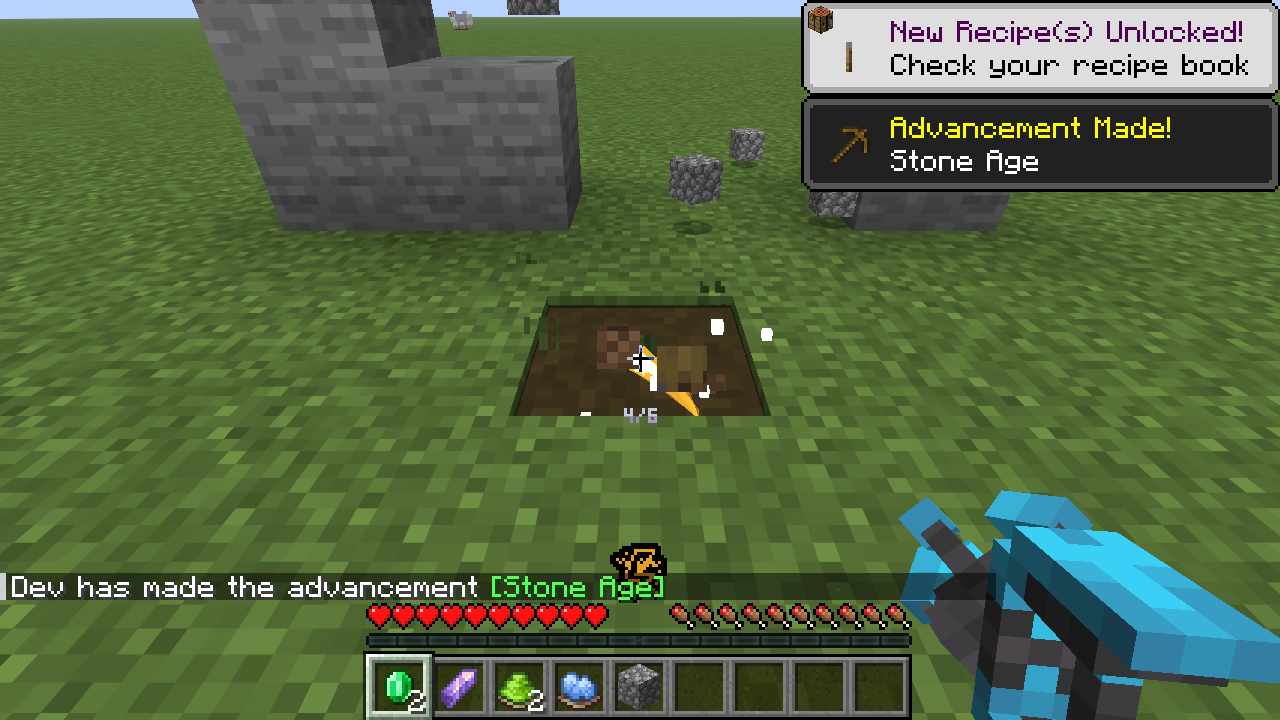 New Recipe(s) Unlocked!
Check your recipe book
Advancement Made!
Stone Age
4/6
Dev has made the advancement [Stone Age]
2
2